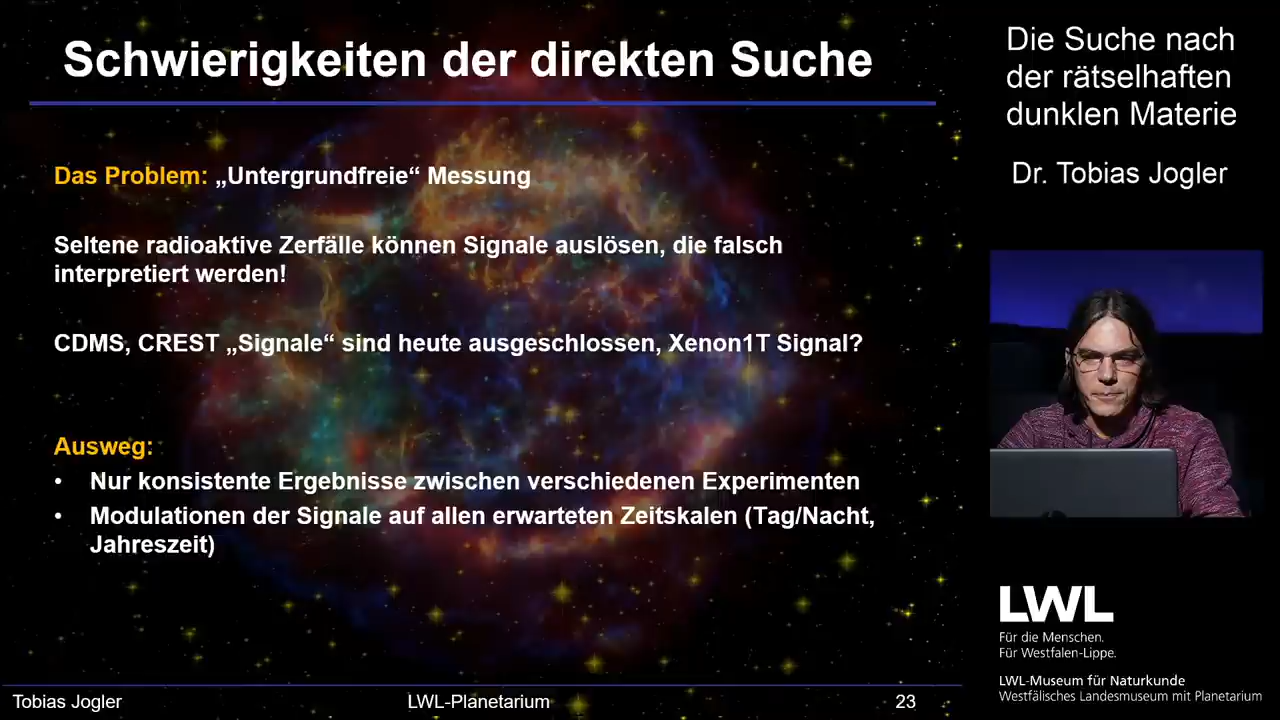 Schwierigkeiten der direkten Suche
Das Problem: „Untergrundfreie“ Messung
Seltene radioaktive Zerfälle können Signale auslösen, die falsch
interpretiert werden!
CDMS, CREST „Signale“ sind heute ausgeschlossen, Xenon1T Signal?
Ausweg:
• Nur konsistente Ergebnisse zwischen verschiedenen Experimenten
• Modulationen der Signale auf allen erwarteten Zeitskalen (Tag/Nacht,
Jahreszeit)
Tobias Jogler
LWL-Planetarium
23
Die Suche nach
der rätselhaften
dunklen Materie
Dr. Tobias Jogler
LWL
Für die Menschen.
Für Westfalen-Lippe.
LWL-Museum für Naturkunde
Westfälisches Landesmuseum mit Planetarium